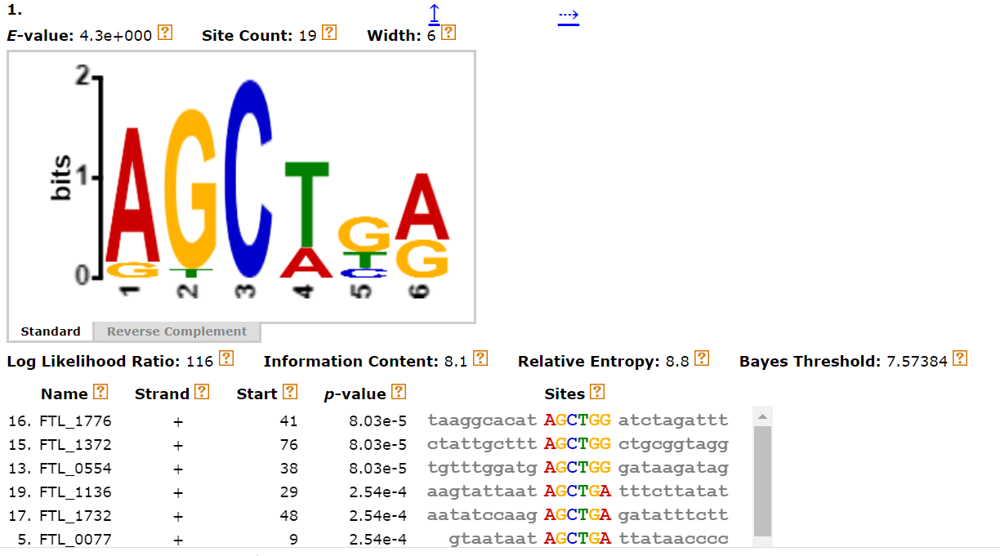 1. ↥ ⇢
E-value: 4.3e+000 ? Site Count: 19 ? Width: 6 ?
2
bits
1
0
AGCTGA
G T A T G
C
1 2 3 4 5 6
Standard Reverse Complement
Log Likelihood Ratio: 116 ? Information Content: 8.1 ? Relative Entropy: 8.8 ? Bayes Threshold: 7.57384 ?
Name ? Strand ? Start ? p-value ? Sites ?
16. FTL_1776 + 41 8.03e-5 taaggcacat AGCTGG atctagattt
15. FTL_1372 + 76 8.03e-5 ctattgcttt AGCTGG ctgcggtagg
13. FTL_0554 + 38 8.03e-5 tgtttggatg AGCTGG gataagatag
19. FTL_1136 + 29 2.54e-4 aagtattaat AGCTGA tttcttatat
17. FTL_1732 + 48 2.54e-4 aatatccaag AGCTGA gatatttctt
5. FTL_0077 + 9 2.54e-4 gtaataat AGCTGA ttataacccc